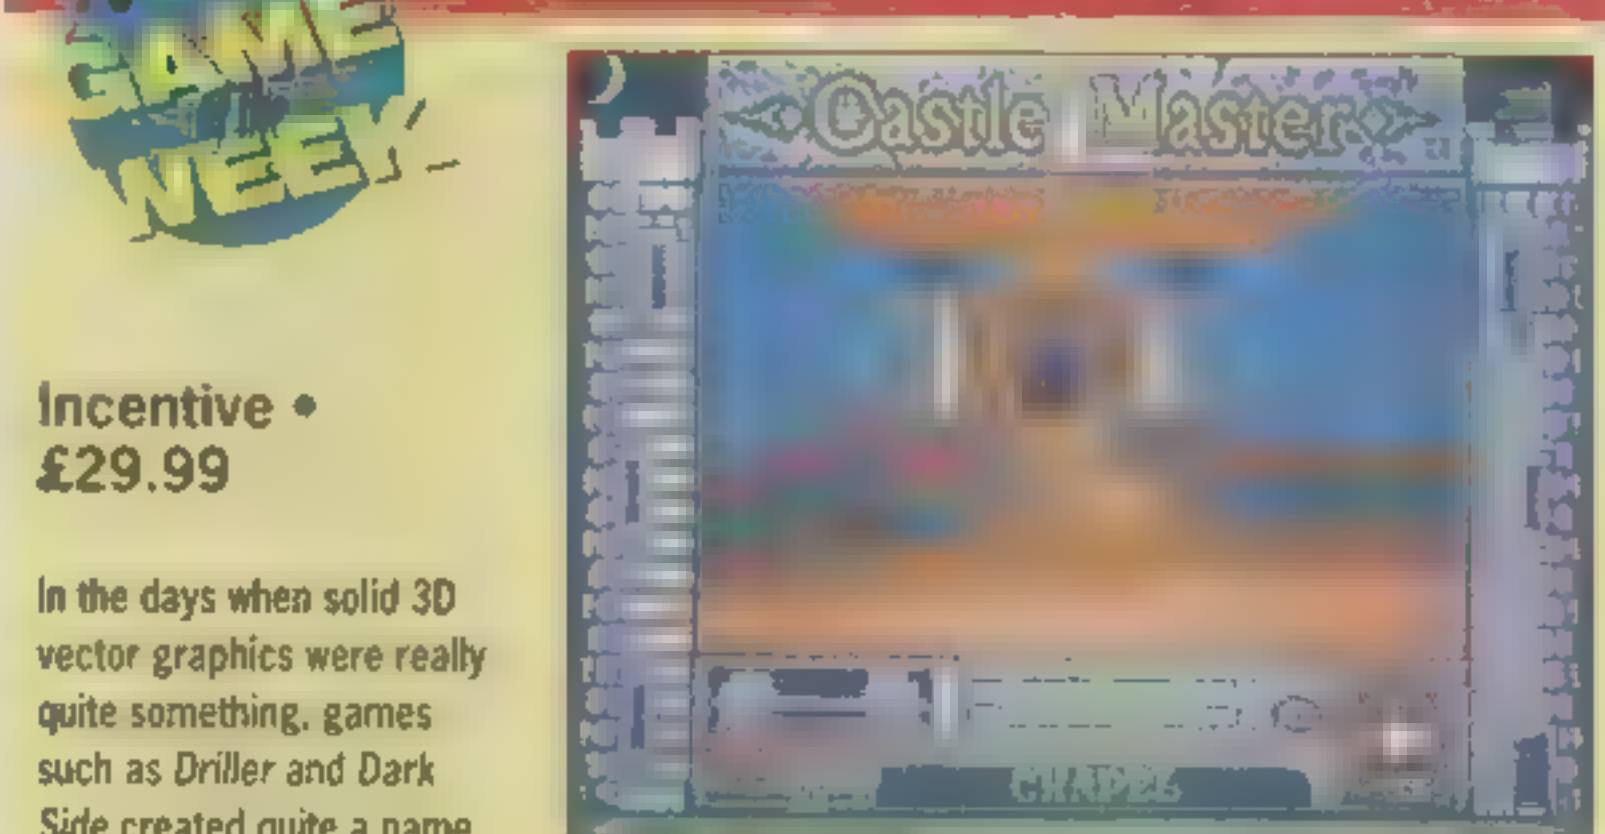 GAME
WEEK
Incentive •
£29.99
In the days when solid 3D
vector graphics were really
quite something, games
such as Driller and Dark
Side created quite a name
Castle Master
CHAPEL